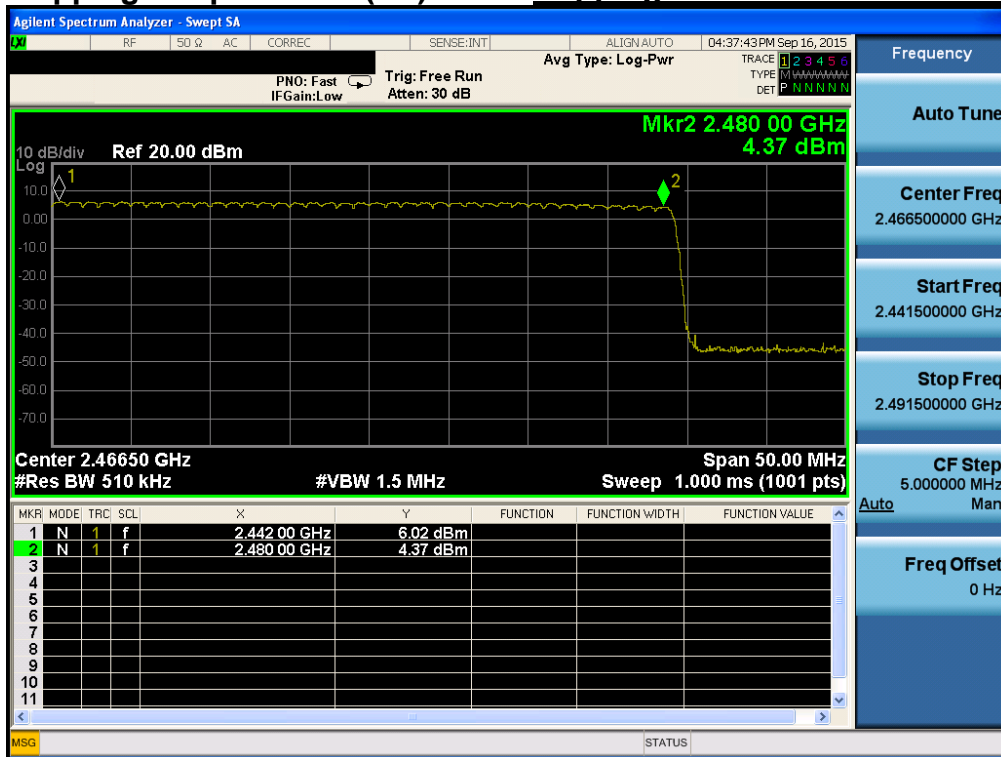 Agilent Spectrum Analyzer - Swept SA
LXI RF 50 Ω AC CORREC SENSE:INT ALIGNAUTO 04:37:43 PM Sep 16, 2015
Avg Type: Log-Pwr TRACE 1 2 3 4 5 6
PNO: Fast Trig: Free Run TYPE M
IFGain:Low Atten: 30 dB DET P N N N N N
Mkr2 2.480 00 GHz
10 dB/div Ref 20.00 dBm 4.37 dBm
Log
1
2
10.0
0.00
-10.0
-20.0
-30.0
-40.0
-50.0
-60.0
-70.0
Center 2.46650 GHz Span 50.00 MHz
#Res BW 510 kHz #VBW 1.5 MHz Sweep 1.000 ms (1001 pts)
MKR MODE TRC SCL X Y FUNCTION FUNCTION WIDTH FUNCTION VALUE
1 N 1 f 2.442 00 GHz 6.02 dBm
2 N 1 f 2.480 00 GHz 4.37 dBm
3
4
5
6
7
8
9
10
11
MSG STATUS
Frequency
Auto Tune
Center Freq
2.466500000 GHz
Start Freq
2.441500000 GHz
Stop Freq
2.491500000 GHz
CF Step
5.000000 MHz
Auto Man
Freq Offset
0 Hz